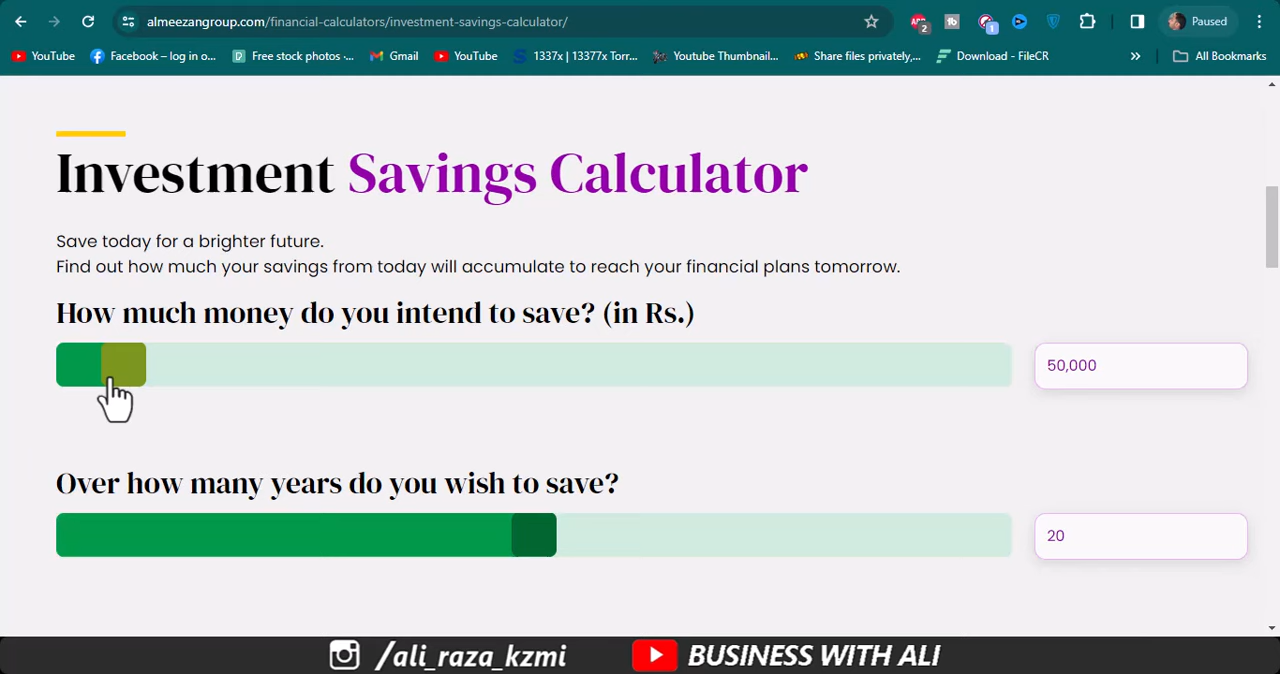 almeezangroup.com/financial-calculators/investment-savings-calculator/
2
1
Paused
YouTube
Facebook – log in o...
Free stock photos ·...
Gmail
YouTube
1337x | 13377x Torr...
Youtube Thumbnail...
Share files privately,...
Download - FileCR
»
All Bookmarks
Investment Savings Calculator
Save today for a brighter future.
Find out how much your savings from today will accumulate to reach your financial plans tomorrow.
How much money do you intend to save? (in Rs.)
50,000
Over how many years do you wish to save?
20
/ali_raza_kzmi
BUSINESS WITH ALI